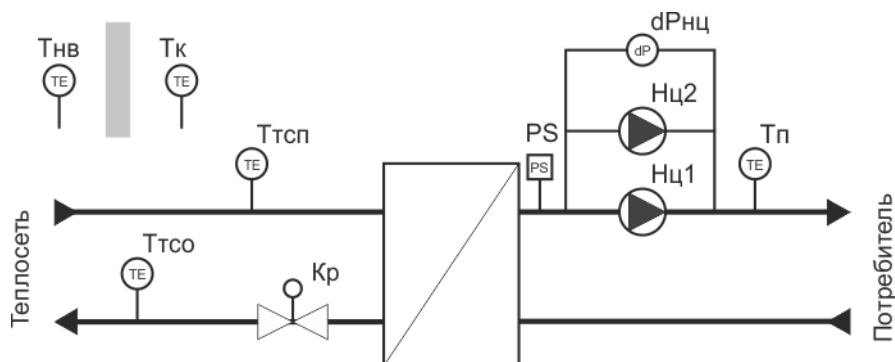 dPнц
Tнв
Tк
dP
TE
TE
Нц2
Tтсп
PS
Tп
TE
PS
Нц1
TE
Tтсо
TE
Кр
Теплосеть
Потребитель